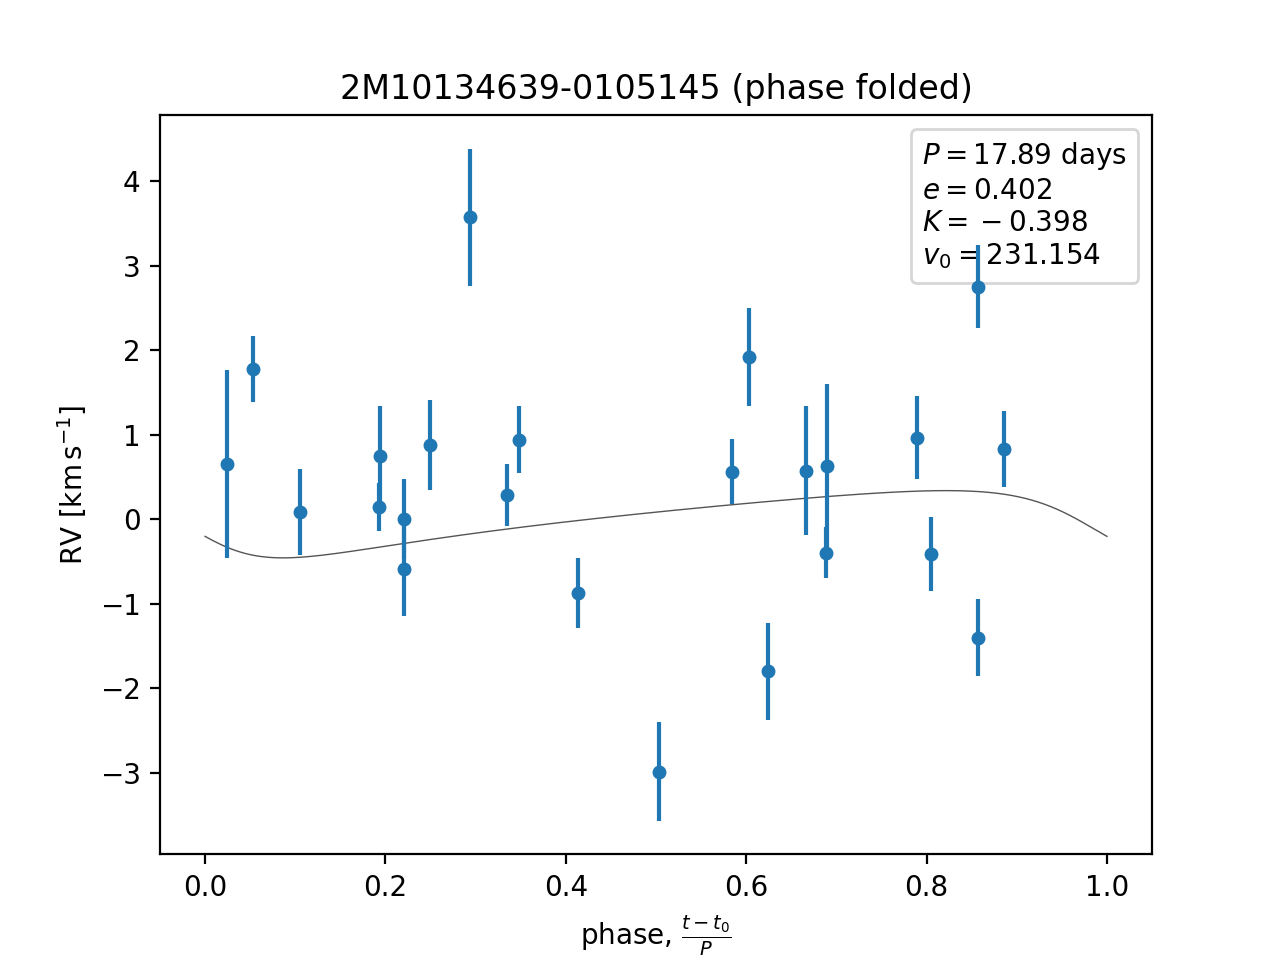 2M10134639-0105145 (phase folded)
P = 17.89 days
e = 0.402
K = −0.398
v₀ = 231.154
4
3
2
1
0
−1
−2
−3
RV [km s⁻¹]
0.0 0.2 0.4 0.6 0.8 1.0
phase, (t − t₀)/P